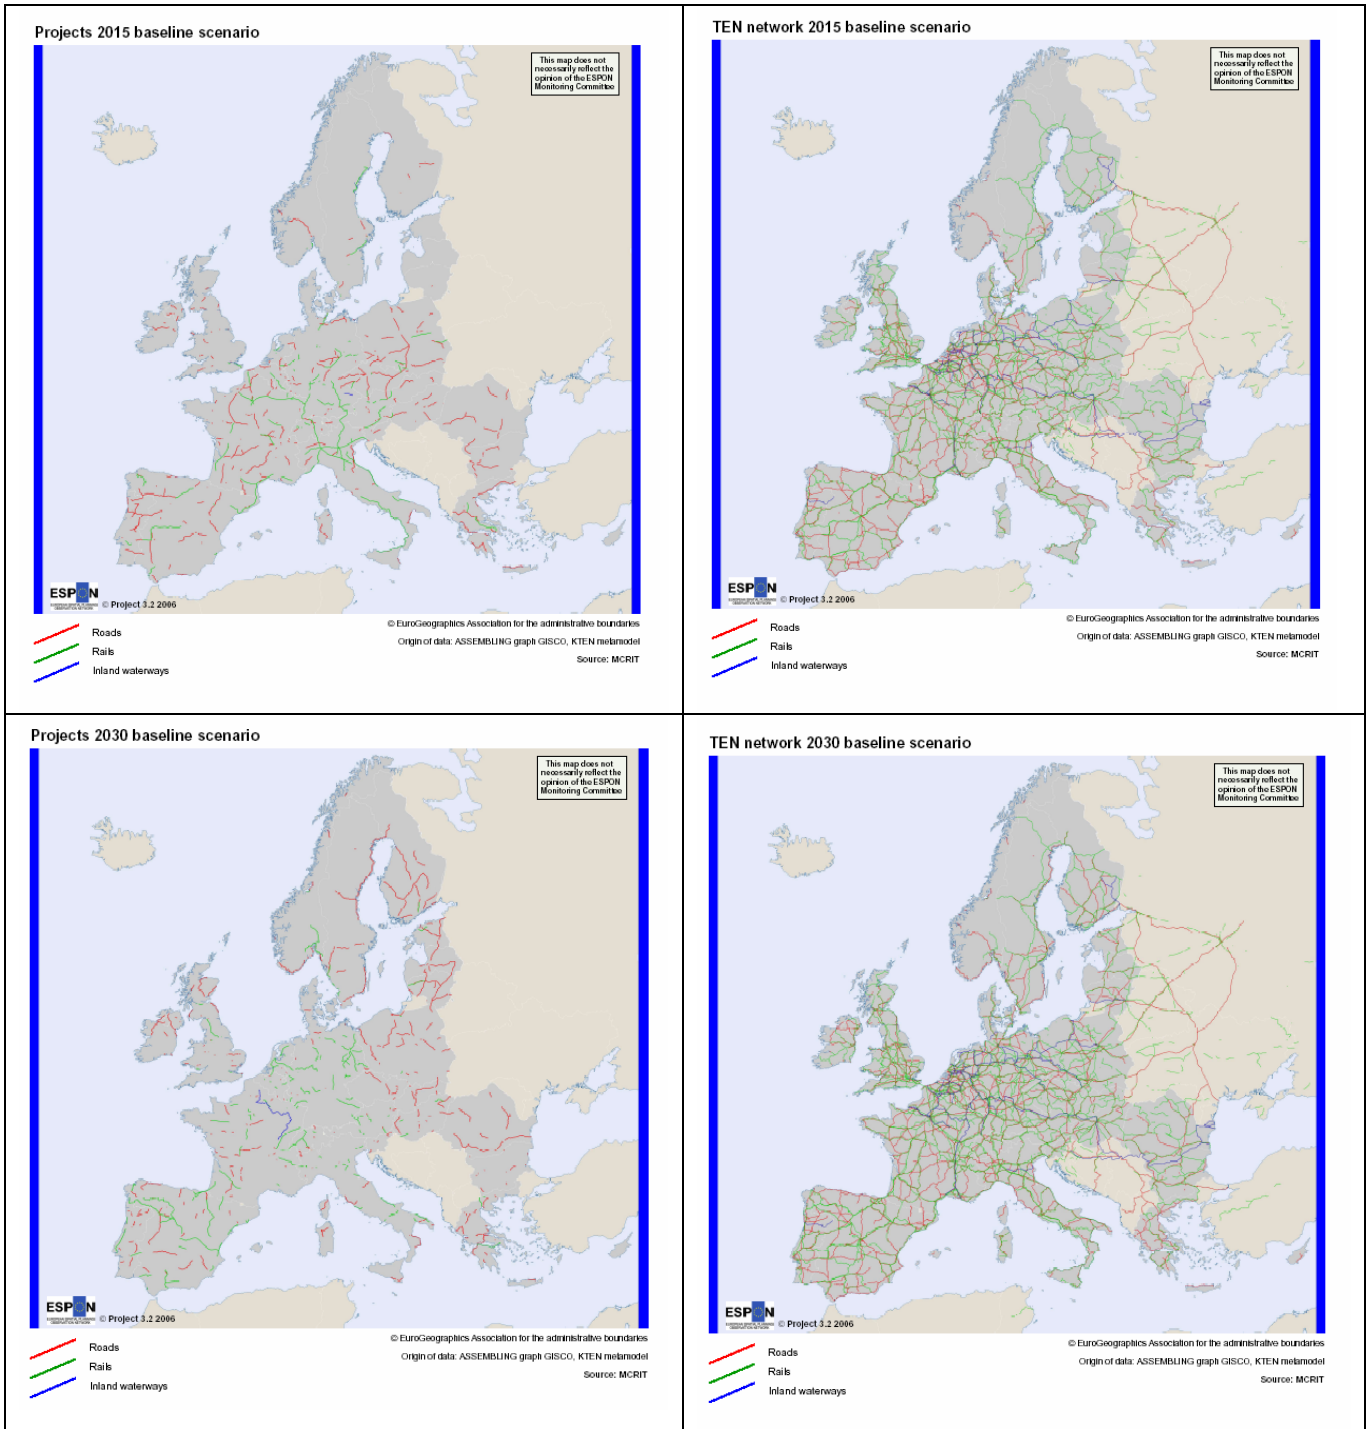 Projects 2015 baseline scenario
This map does not
necessarily reflect the
opinion of the ESPON
Monitoring Committee
ESPON
© Project 3.2 2006
Roads
Rails
Inland waterways
© EuroGeographics Association for the administrative boundaries
Origin of data: ASSEMBLING graph GISCO, KTEN metamodel
Source: MCRIT
TEN network 2015 baseline scenario
This map does not
necessarily reflect the
opinion of the ESPON
Monitoring Committee
ESPON
© Project 3.2 2006
Roads
Rails
Inland waterways
© EuroGeographics Association for the administrative boundaries
Origin of data: ASSEMBLING graph GISCO, KTEN metamodel
Source: MCRIT
Projects 2030 baseline scenario
This map does not
necessarily reflect the
opinion of the ESPON
Monitoring Committee
ESPON
© Project 3.2 2006
Roads
Rails
Inland waterways
© EuroGeographics Association for the administrative boundaries
Origin of data: ASSEMBLING graph GISCO, KTEN metamodel
Source: MCRIT
TEN network 2030 baseline scenario
This map does not
necessarily reflect the
opinion of the ESPON
Monitoring Committee
ESPON
© Project 3.2 2006
Roads
Rails
Inland waterways
© EuroGeographics Association for the administrative boundaries
Origin of data: ASSEMBLING graph GISCO, KTEN metamodel
Source: MCRIT